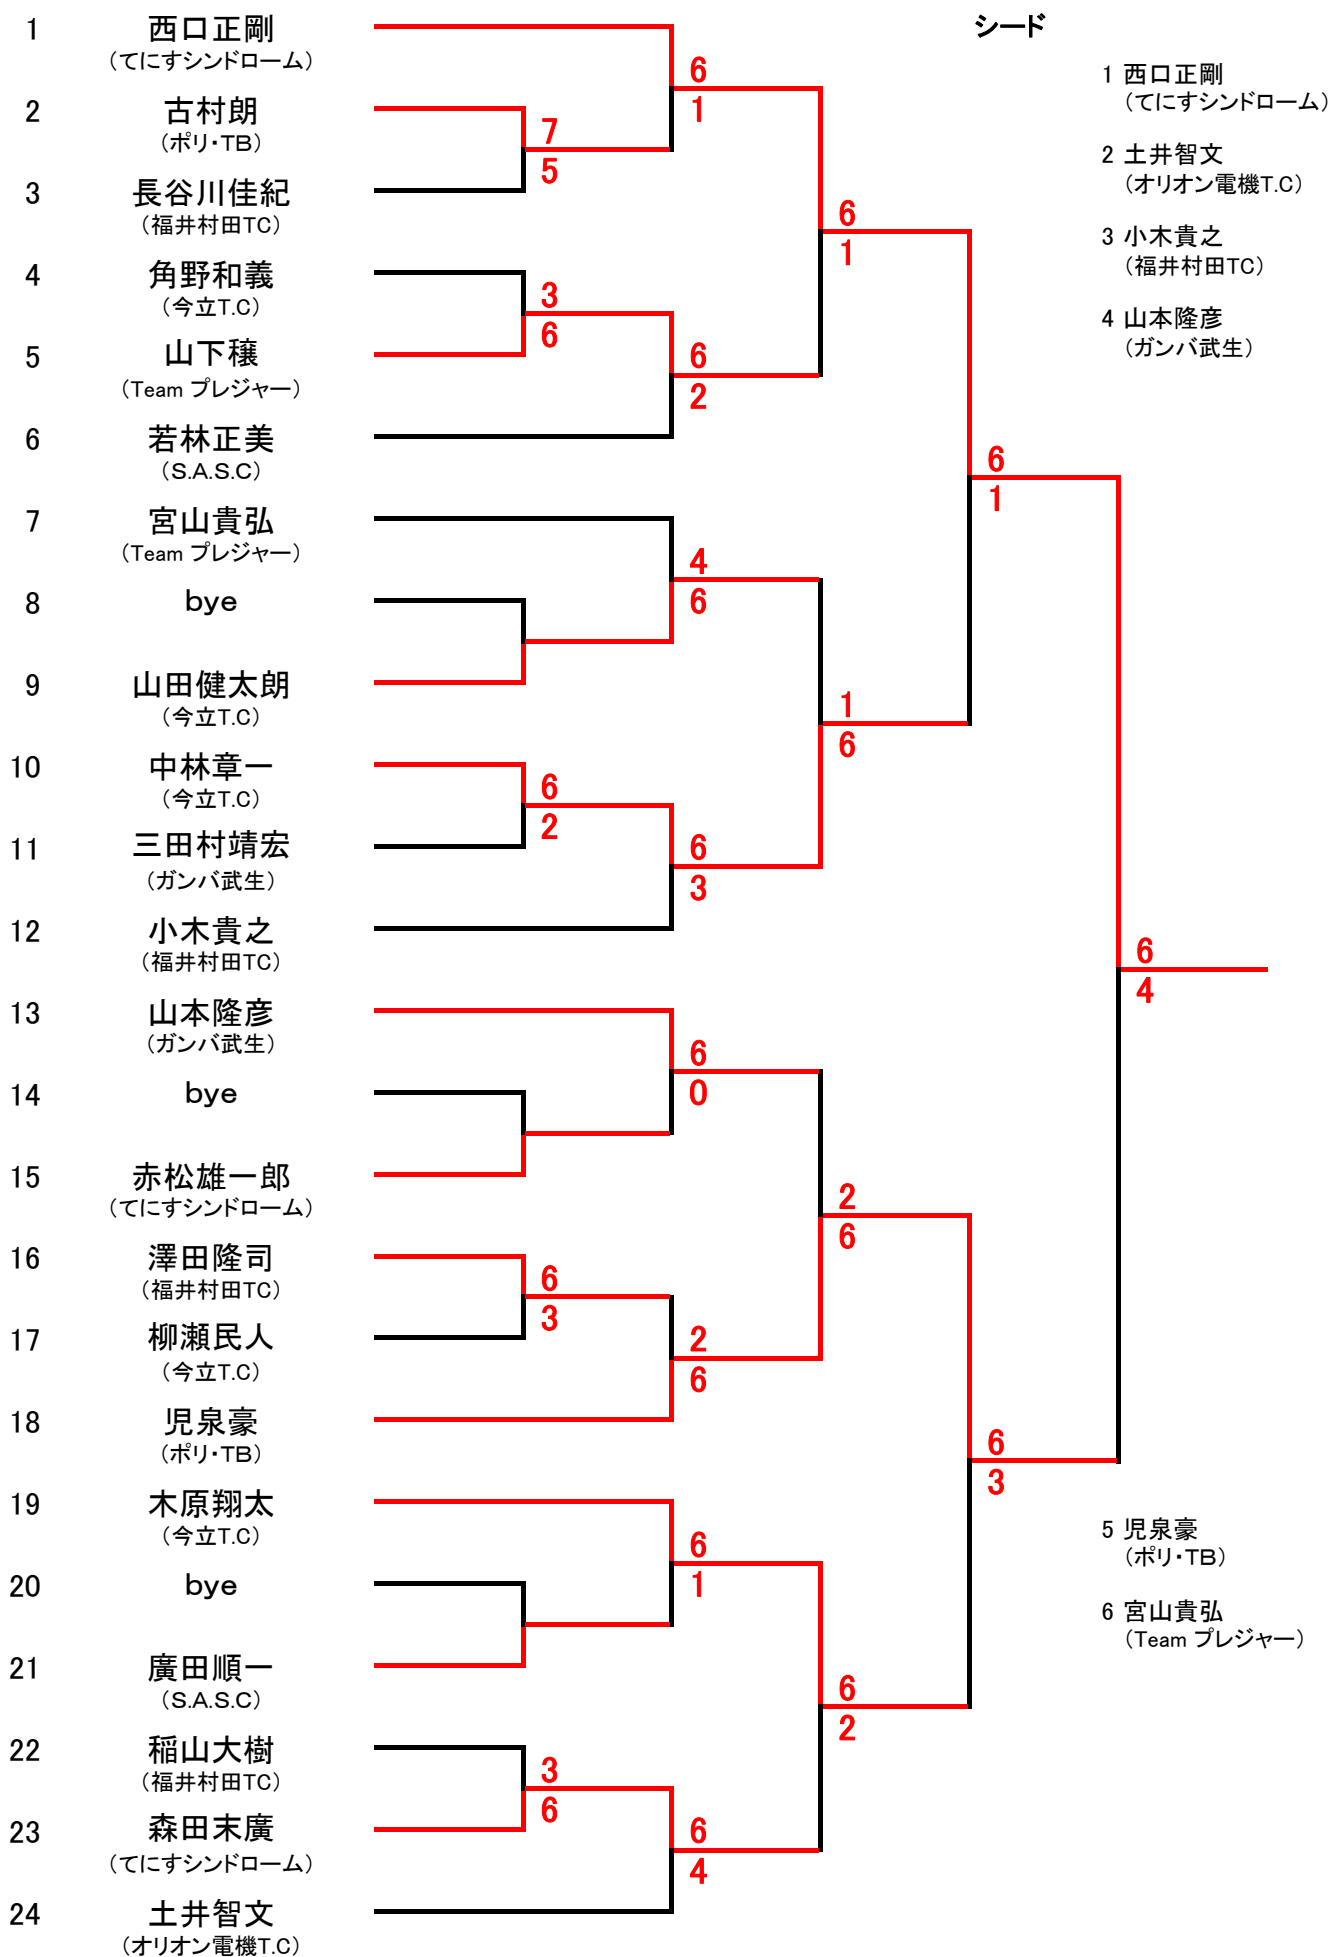 1 西口正剛
(てにすシンドローム)
2 古村朗
(ポリ・TB)
3 長谷川佳紀
(福井村田TC)
4 角野和義
(今立T.C)
5 山下穣
(Team プレジャー)
6 若林正美
(S.A.S.C)
7 宮山貴弘
(Team プレジャー)
8 bye
9 山田健太朗
(今立T.C)
10 中林章一
(今立T.C)
11 三田村靖宏
(ガンバ武生)
12 小木貴之
(福井村田TC)
13 山本隆彦
(ガンバ武生)
14 bye
15 赤松雄一郎
(てにすシンドローム)
16 澤田隆司
(福井村田TC)
17 柳瀬民人
(今立T.C)
18 児泉豪
(ポリ・TB)
19 木原翔太
(今立T.C)
20 bye
21 廣田順一
(S.A.S.C)
22 稲山大樹
(福井村田TC)
23 森田末廣
(てにすシンドローム)
24 土井智文
(オリオン電機T.C)
7
5
3
6
6
2
6
3
3
6
6
1
6
2
4
6
6
3
6
0
2
6
6
1
6
4
6
1
1
6
2
6
6
2
6
1
6
3
6
4
シード
1 西口正剛
(てにすシンドローム)
2 土井智文
(オリオン電機T.C)
3 小木貴之
(福井村田TC)
4 山本隆彦
(ガンバ武生)
5 児泉豪
(ポリ・TB)
6 宮山貴弘
(Team プレジャー)